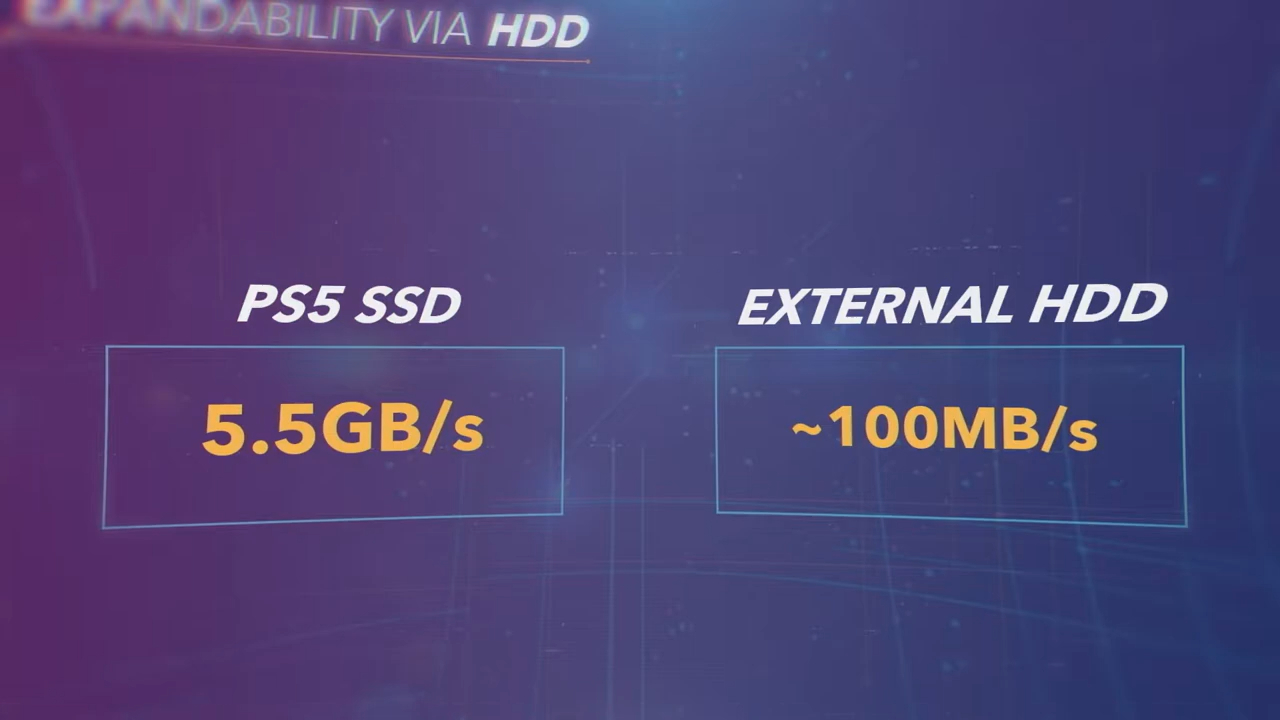 EXPANDABILITY VIA HDD
PS5 SSD
EXTERNAL HDD
5.5GB/s
~100MB/s